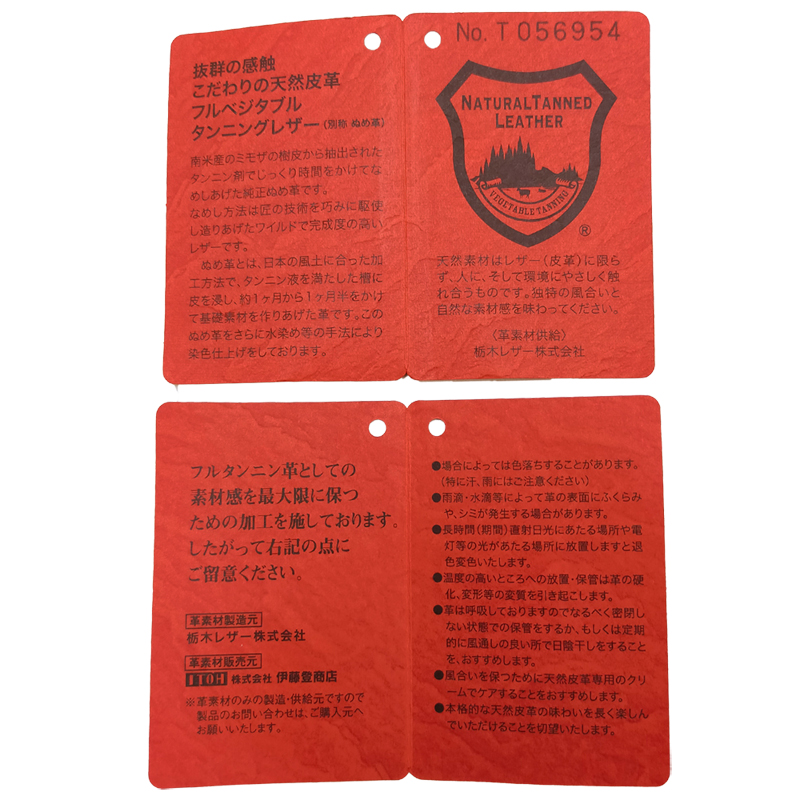 抜群の感触
こだわりの天然皮革
フルベジタブル
タンニングレザー(別称 ぬめ革)
南米産のミモザの樹皮から抽出された
タンニン剤でじっくり時間をかけてな
めしあげた純正ぬめ革です。
なめし方法は匠の技術を巧みに駆使
し造りあげたワイルドで完成度の高い
レザーです。
ぬめ革とは、日本の風土に合った加
工方法で、タンニン液を満たした槽に
皮を浸し、約1ヶ月から1ヶ月半をかけ
て基礎素材を作りあげた革です。この
ぬめ革をさらに水染め等の手法により
染色仕上げをしております。
No. T 056954
NATURAL TANNED
LEATHER
VEGETABLE TANNING
®
天然素材はレザー(皮革)に限ら
ず、人に、そして環境にやさしく触
れ合うものです。独特の風合いと
自然な素材感を味わってください。
〈革素材供給〉
栃木レザー株式会社
フルタンニン革としての
素材感を最大限に保つ
ための加工を施しております。
したがって右記の点に
ご留意ください。
革素材製造元
栃木レザー株式会社
革素材販売元
ITOH 株式会社 伊藤登商店
※革素材のみの製造・供給元ですので
製品のお問い合わせは、ご購入元へ
お願いいたします。
●場合によっては色落ちすることがあります。
(特に汗、雨にはご注意ください)
●雨滴・水滴等によって革の表面にふくらみ
や、シミが発生する場合があります。
●長時間(期間)直射日光にあたる場所や電
灯等の光があたる場所に放置しますと退
色変色いたします。
●温度の高いところへの放置・保管は革の硬
化、変形等の変質を引き起こします。
●革は呼吸しておりますのでなるべく密閉し
ない状態での保管をするか、もしくは定期
的に風通しの良い所で日陰干しをすること
を、おすすめします。
●風合いを保つために天然皮革専用のクリ
ームでケアすることをおすすめします。
●本格的な天然皮革の味わいを長く楽しん
でいただけることを切望いたします。